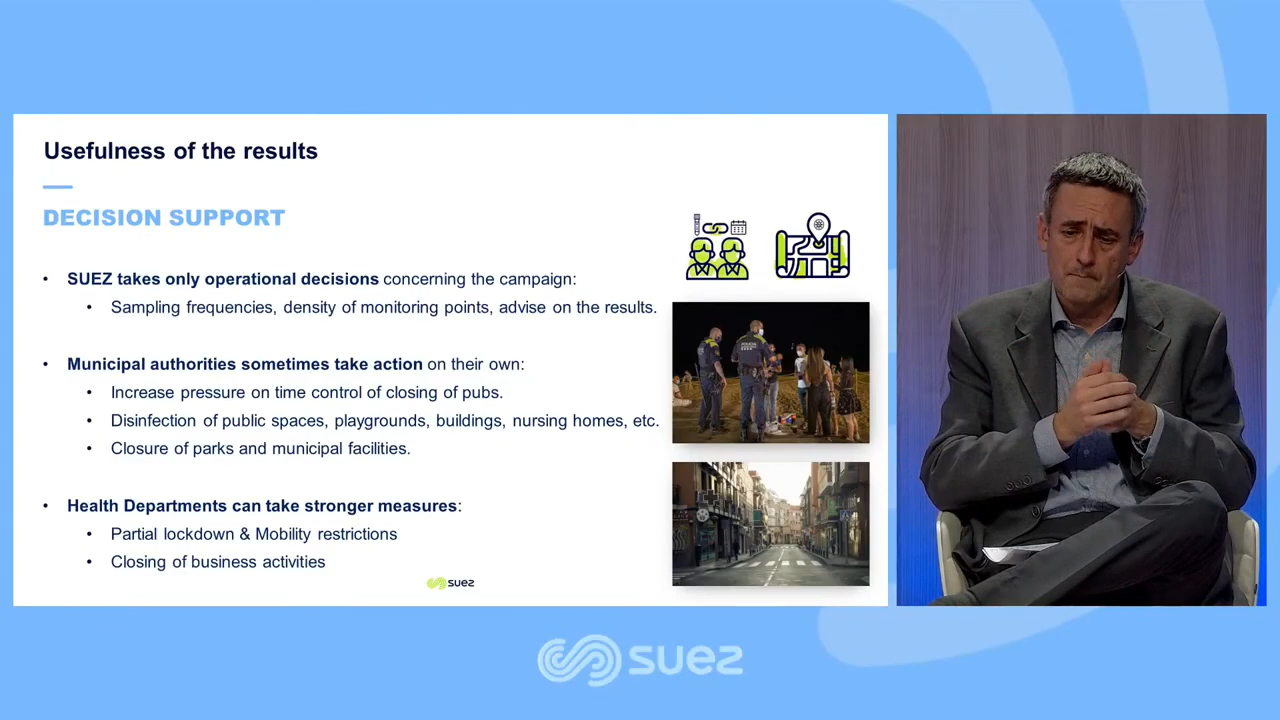 Usefulness of the results
DECISION SUPPORT
• SUEZ takes only operational decisions concerning the campaign:
• Sampling frequencies, density of monitoring points, advise on the results.
• Municipal authorities sometimes take action on their own:
• Increase pressure on time control of closing of pubs.
• Disinfection of public spaces, playgrounds, buildings, nursing homes, etc.
• Closure of parks and municipal facilities.
• Health Departments can take stronger measures:
• Partial lockdown & Mobility restrictions
• Closing of business activities
suez
suez